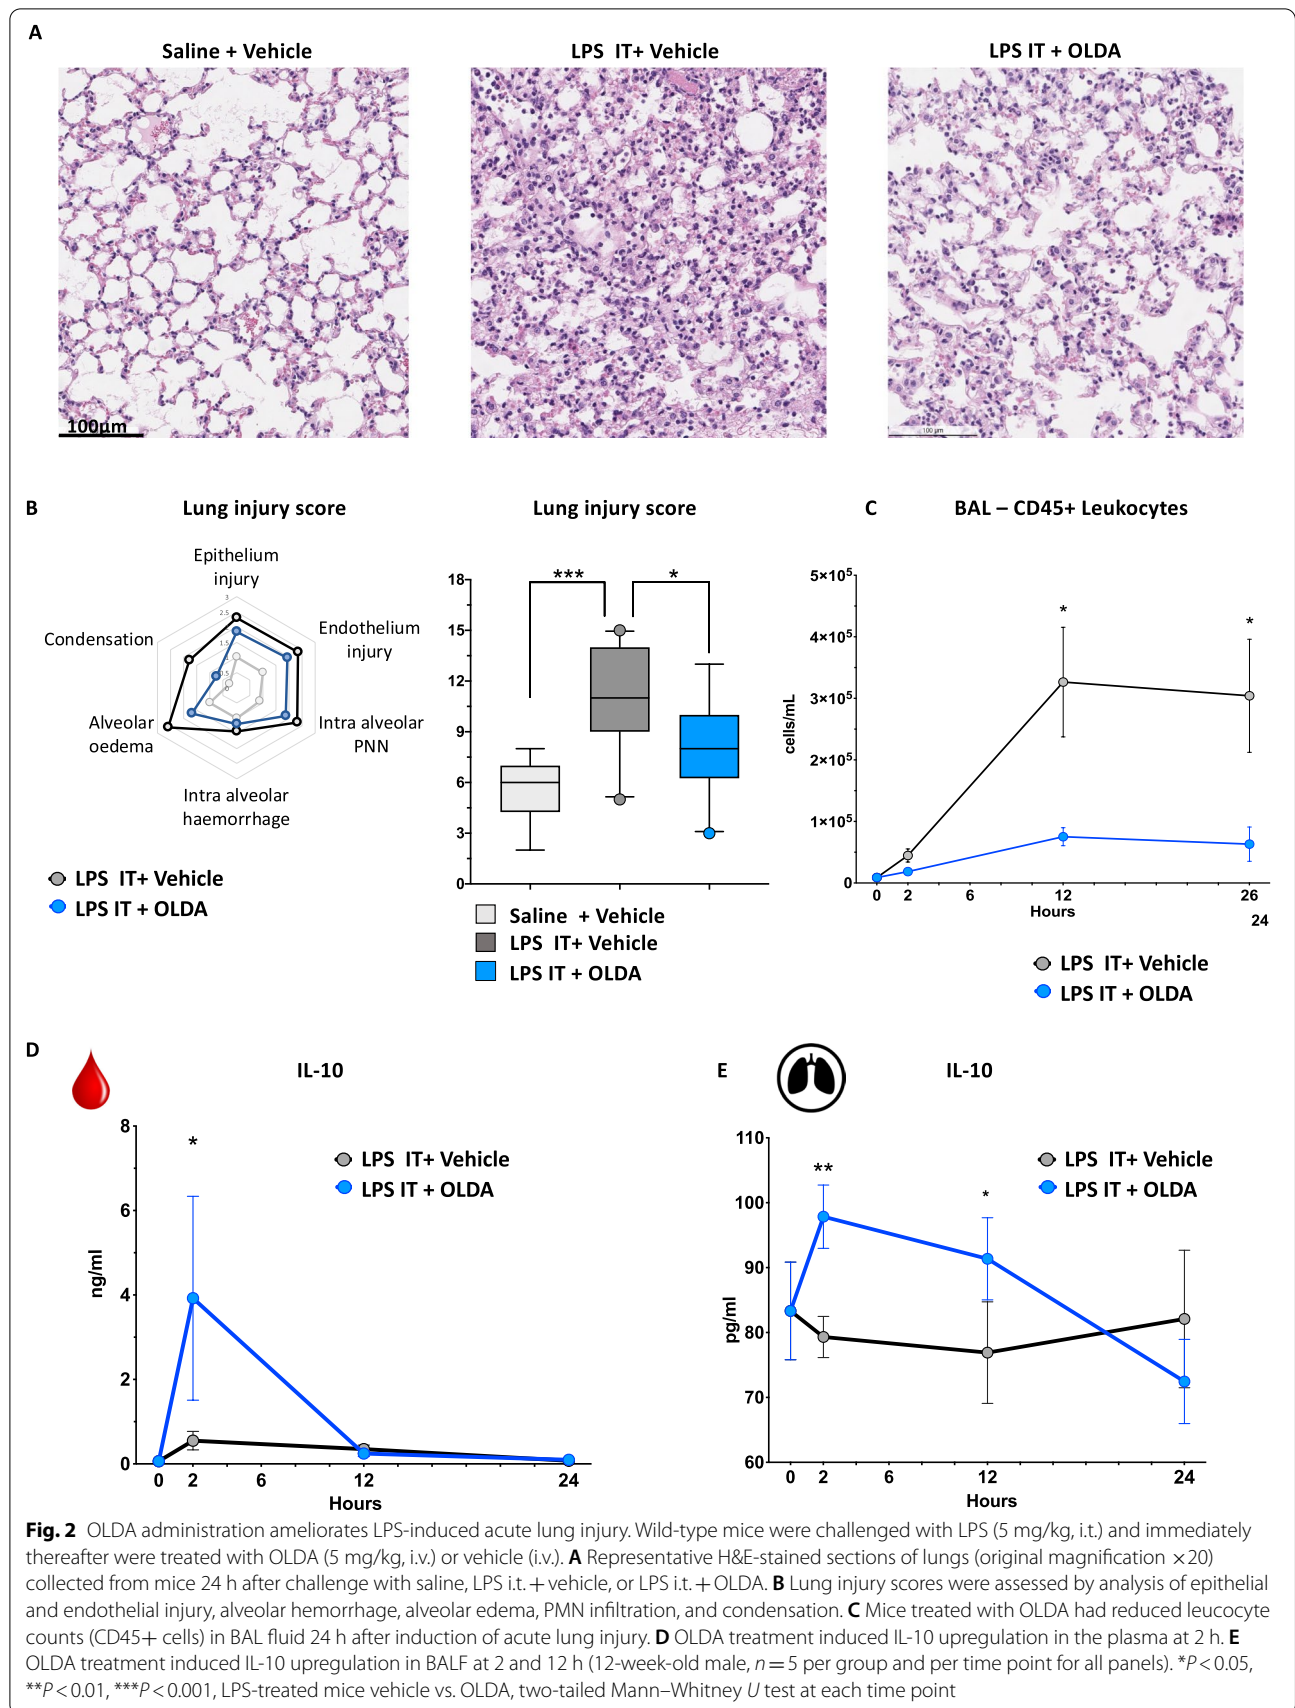 A
Saline + Vehicle
LPS IT+ Vehicle
LPS IT + OLDA
100µm
100 µm
B
Lung injury score
Epithelium
injury
Endothelium
injury
Intra alveolar
PNN
Intra alveolar
haemorrhage
Alveolar
oedema
Condensation
3
2.5
2
1.5
1
0.5
0
LPS IT+ Vehicle
LPS IT + OLDA
Lung injury score
***
*
18
15
12
9
6
3
0
Saline + Vehicle
LPS IT+ Vehicle
LPS IT + OLDA
C
BAL – CD45+ Leukocytes
cells/mL
5×10⁵
4×10⁵
3×10⁵
2×10⁵
1×10⁵
0
*
*
0 2 6 12 26
Hours
24
LPS IT+ Vehicle
LPS IT + OLDA
D
IL-10
ng/ml
8
6
4
2
0
*
LPS IT+ Vehicle
LPS IT + OLDA
0 2 6 12 24
Hours
E
IL-10
pg/ml
110
100
90
80
70
60
**
*
LPS IT+ Vehicle
LPS IT + OLDA
0 2 6 12 24
Hours
Fig. 2 OLDA administration ameliorates LPS-induced acute lung injury. Wild-type mice were challenged with LPS (5 mg/kg, i.t.) and immediately
thereafter were treated with OLDA (5 mg/kg, i.v.) or vehicle (i.v.). A Representative H&E-stained sections of lungs (original magnification ×20)
collected from mice 24 h after challenge with saline, LPS i.t. + vehicle, or LPS i.t. + OLDA. B Lung injury scores were assessed by analysis of epithelial
and endothelial injury, alveolar hemorrhage, alveolar edema, PMN infiltration, and condensation. C Mice treated with OLDA had reduced leucocyte
counts (CD45+ cells) in BAL fluid 24 h after induction of acute lung injury. D OLDA treatment induced IL-10 upregulation in the plasma at 2 h. E
OLDA treatment induced IL-10 upregulation in BALF at 2 and 12 h (12-week-old male, n = 5 per group and per time point for all panels). *P < 0.05,
**P < 0.01, ***P < 0.001, LPS-treated mice vehicle vs. OLDA, two-tailed Mann–Whitney U test at each time point